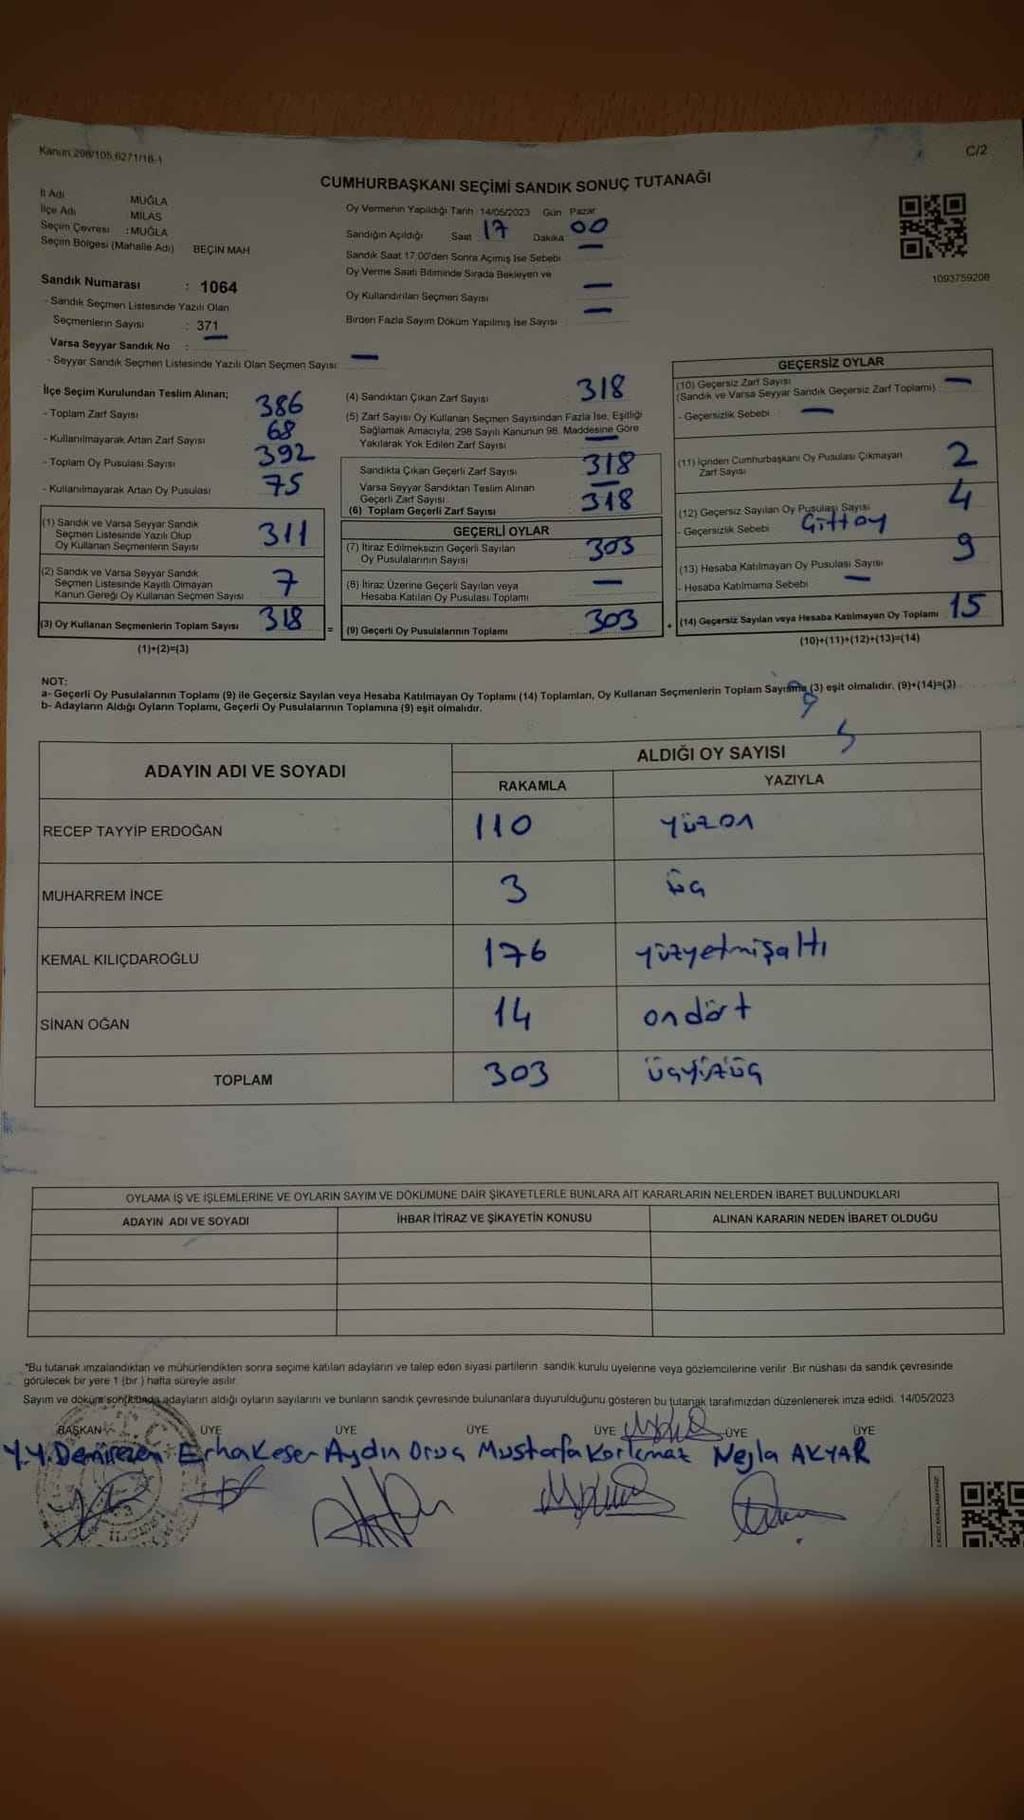 Kanun 298/105,6271/18-1
C/2
CUMHURBAŞKANI SEÇİMİ SANDIK SONUÇ TUTANAĞI
İl Adı MUĞLA
İlçe Adı MİLAS
Seçim Çevresi : MUĞLA
Seçim Bölgesi (Mahalle Adı) BEÇİN MAH
Oy Vermenin Yapıldığı Tarih 14/05/2023 Gün Pazar
Sandığın Açıldığı Saat 17 Dakika 00
Sandık Saat 17:00'den Sonra Açmış İse Sebebi —
Oy Verme Saati Bitiminde Sırada Bekleyen ve
Oy Kullandırılan Seçmen Sayısı —
Birden Fazla Sayım Döküm Yapılmış İse Sayısı —
1093759208
Sandık Numarası : 1064
- Sandık Seçmen Listesinde Yazılı Olan
Seçmenlerin Sayısı : 371
Varsa Seyyar Sandık No : —
- Seyyar Sandık Seçmen Listesinde Yazılı Olan Seçmen Sayısı: —
İlçe Seçim Kurulundan Teslim Alınan;
- Toplam Zarf Sayısı 386
- Kullanılmayarak Artan Zarf Sayısı 68
- Toplam Oy Pusulası Sayısı 392
- Kullanılmayarak Artan Oy Pusulası 75
(1) Sandık ve Varsa Seyyar Sandık
Seçmen Listesinde Yazılı Olup
Oy Kullanan Seçmenlerin Sayısı 311
(2) Sandık ve Varsa Seyyar Sandık
Seçmen Listesinde Kayıtlı Olmayan
Kanun Gereği Oy Kullanan Seçmen Sayısı 7
(3) Oy Kullanan Seçmenlerin Toplam Sayısı 318
(1)+(2)=(3)
(4) Sandıktan Çıkan Zarf Sayısı 318
(5) Zarf Sayısı Oy Kullanan Seçmen Sayısından Fazla İse, Eşitliği
Sağlamak Amacıyla, 298 Sayılı Kanunun 98. Maddesine Göre
Yakılarak Yok Edilen Zarf Sayısı —
Sandıkta Çıkan Geçerli Zarf Sayısı 318
Varsa Seyyar Sandıktan Teslim Alınan
Geçerli Zarf Sayısı —
(6) Toplam Geçerli Zarf Sayısı 318
GEÇERLİ OYLAR
(7) İtiraz Edilmeksizin Geçerli Sayılan
Oy Pusulalarının Sayısı 303
(8) İtiraz Üzerine Geçerli Sayılan veya
Hesaba Katılan Oy Pusulası Toplamı —
= (9) Geçerli Oy Pusulalarının Toplamı 303
GEÇERSİZ OYLAR
(10) Geçersiz Zarf Sayısı
(Sandık ve Varsa Seyyar Sandık Geçersiz Zarf Toplamı) —
- Geçersizlik Sebebi —
(11) İçinden Cumhurbaşkanı Oy Pusulası Çıkmayan
Zarf Sayısı 2
(12) Geçersiz Sayılan Oy Pusulası Sayısı 4
- Geçersizlik Sebebi
(13) Hesaba Katılmayan Oy Pusulası Sayısı 9
- Hesaba Katılmama Sebebi —
+ (14) Geçersiz Sayılan veya Hesaba Katılmayan Oy Toplamı 15
(10)+(11)+(12)+(13)=(14)
NOT:
a- Geçerli Oy Pusulalarının Toplamı (9) ile Geçersiz Sayılan veya Hesaba Katılmayan Oy Toplamı (14) Toplamları, Oy Kullanan Seçmenlerin Toplam Sayısına (3) eşit olmalıdır. (9)+(14)=(3)
b- Adayların Aldığı Oyların Toplamı, Geçerli Oy Pusulalarının Toplamına (9) eşit olmalıdır.
ADAYIN ADI VE SOYADI
ALDIĞI OY SAYISI
RAKAMLA YAZIYLA
RECEP TAYYİP ERDOĞAN 110 yüzon
MUHARREM İNCE 3 üç
KEMAL KILIÇDAROĞLU 176 yüzyetmişaltı
SİNAN OĞAN 14 ondört
TOPLAM 303 üçyüzüç
OYLAMA İŞ VE İŞLEMLERİNE VE OYLARIN SAYIM VE DÖKÜMÜNE DAİR ŞİKAYETLERLE BUNLARA AİT KARARLARIN NELERDEN İBARET BULUNDUKLARI
ADAYIN ADI VE SOYADI İHBAR İTİRAZ VE ŞİKAYETİN KONUSU ALINAN KARARIN NEDEN İBARET OLDUĞU
*Bu tutanak imzalandıktan ve mühürlendikten sonra seçime katılan adayların ve talep eden siyasi partilerin sandık kurulu üyelerine veya gözlemcilerine verilir. Bir nüshası da sandık çevresinde
görülecek bir yere 1 (bir) hafta süreyle asılır.
Sayım ve döküm sonucunda adayların aldığı oyların sayılarını ve bunların sandık çevresinde bulunanlara duyurulduğunu gösteren bu tutanak tarafımızdan düzenlenerek imza edildi. 14/05/2023
BAŞKAN ÜYE ÜYE ÜYE ÜYE ÜYE ÜYE
Y.Y. Demirezen Erhakeser Aydın Oruç Mustafa Korkmaz Nejla AKYAR